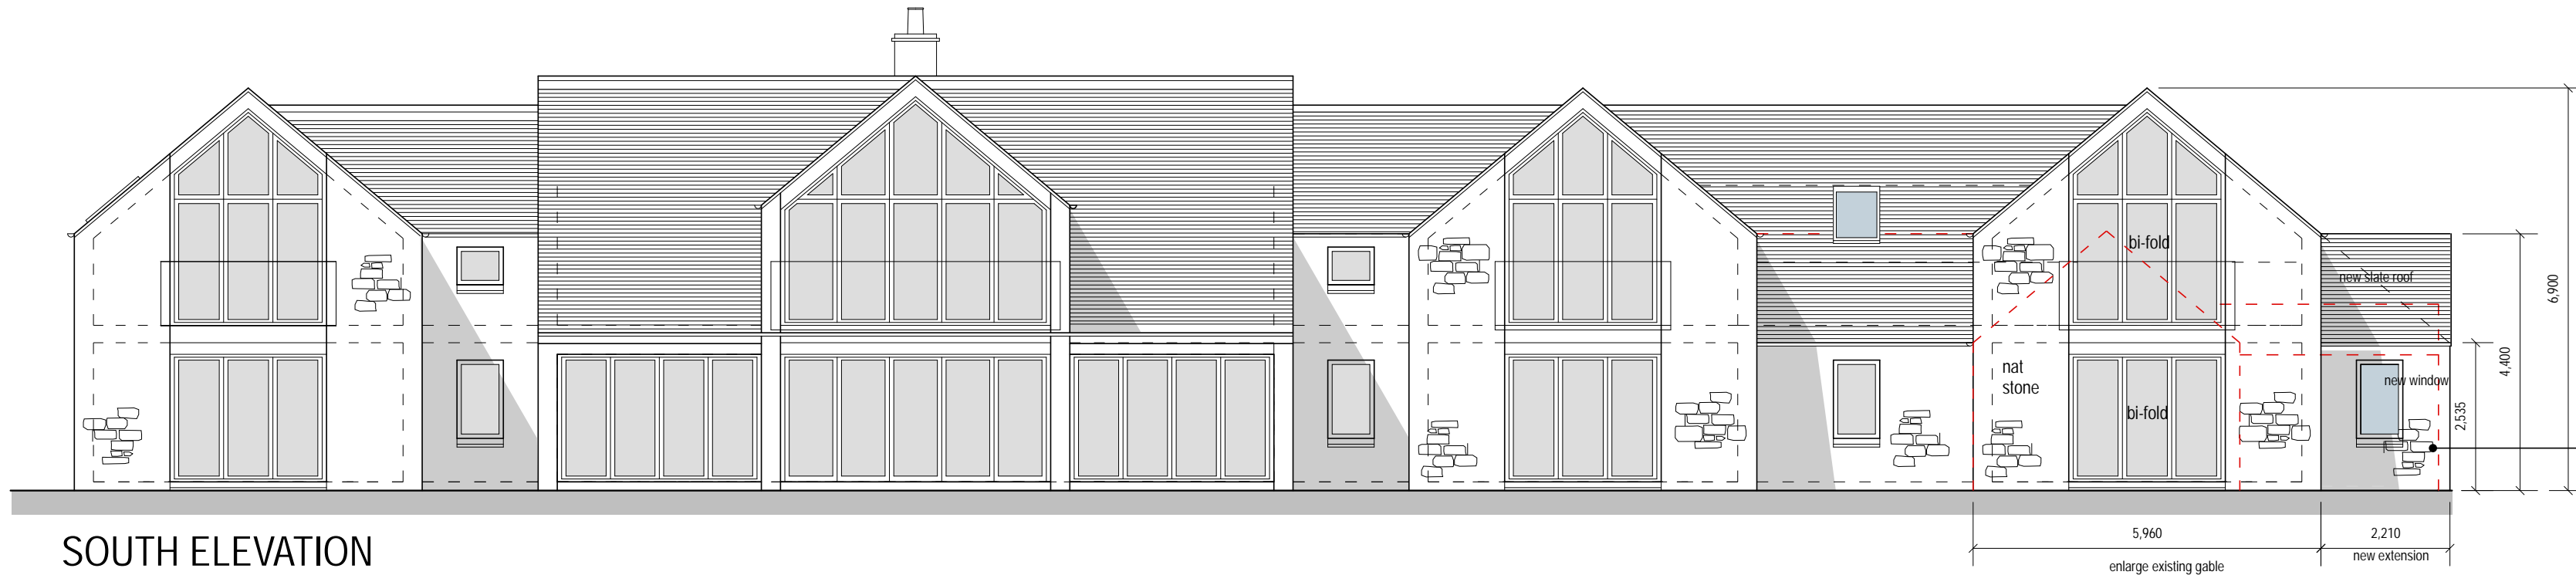 bi-fold
new slate roof
6,900
4,400
nat
stone
new window
bi-fold
2,535
SOUTH ELEVATION
5,960
2,210
enlarge existing gable
new extension